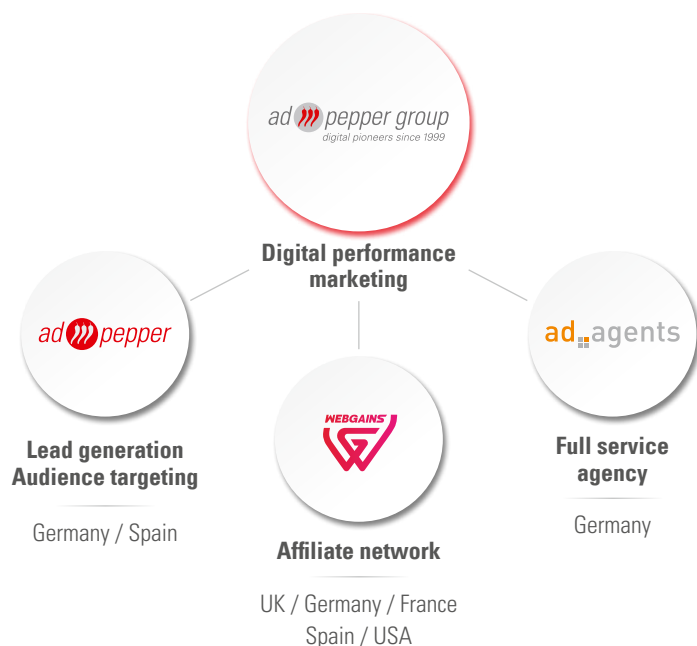 ad pepper group
digital pioneers since 1999
Digital performance
marketing
ad pepper
Lead generation
Audience targeting
Germany / Spain
WEBGAINS
Affiliate network
UK / Germany / France
Spain / USA
ad agents
Full service
agency
Germany